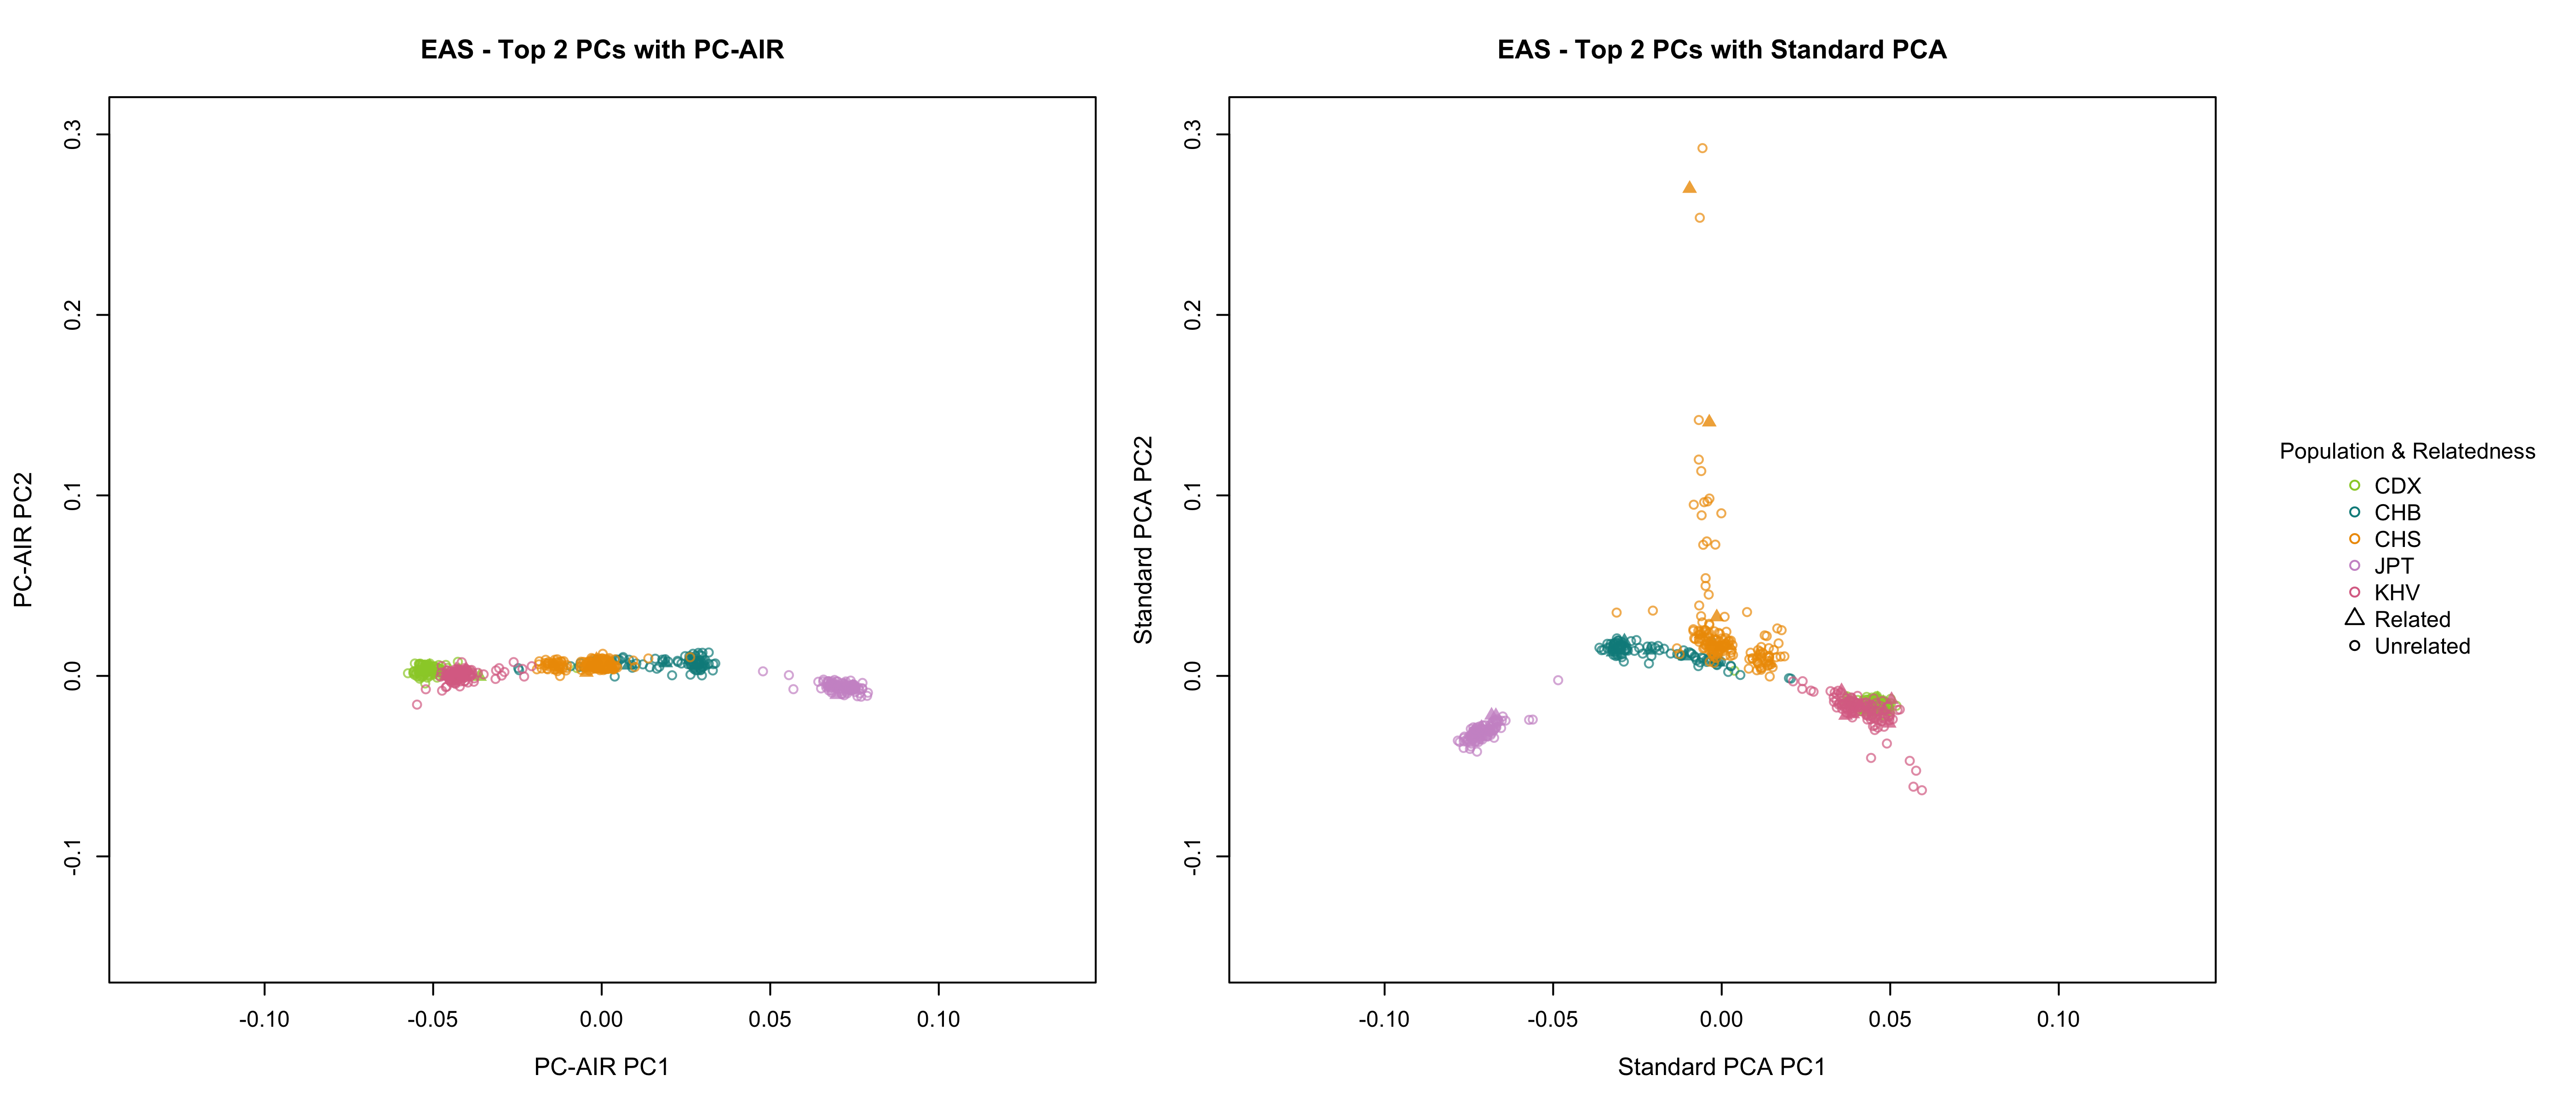 EAS - Top 2 PCs with PC-AIR
0.3
0.2
0.1
0.0
-0.1
PC-AIR PC2
-0.10 -0.05 0.00 0.05 0.10
PC-AIR PC1
EAS - Top 2 PCs with Standard PCA
0.3
0.2
0.1
0.0
-0.1
Standard PCA PC2
-0.10 -0.05 0.00 0.05 0.10
Standard PCA PC1
Population & Relatedness
CDX
CHB
CHS
JPT
KHV
Related
Unrelated